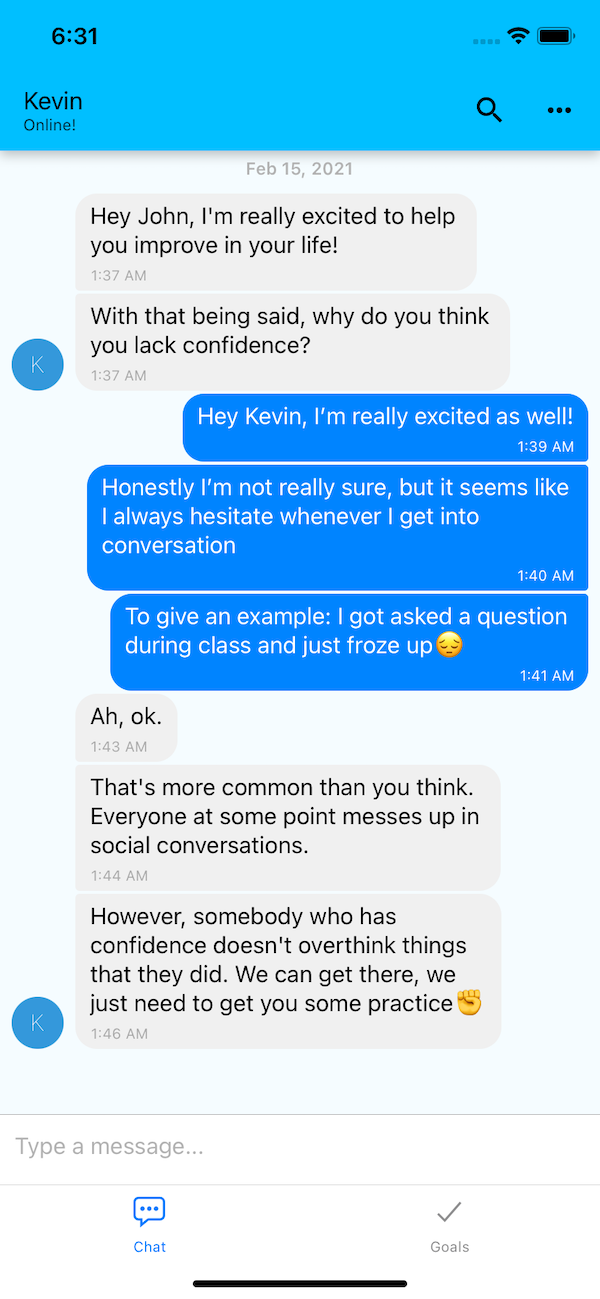 6:31
Kevin
Online!
Feb 15, 2021
Hey John, I'm really excited to help
you improve in your life!
1:37 AM
With that being said, why do you think
you lack confidence?
1:37 AM
K
Hey Kevin, I’m really excited as well!
1:39 AM
Honestly I’m not really sure, but it seems like
I always hesitate whenever I get into
conversation
1:40 AM
To give an example: I got asked a question
during class and just froze up😔
1:41 AM
Ah, ok.
1:43 AM
That's more common than you think.
Everyone at some point messes up in
social conversations.
1:44 AM
However, somebody who has
confidence doesn't overthink things
that they did. We can get there, we
just need to get you some practice✊
1:46 AM
K
Type a message...
Chat
Goals